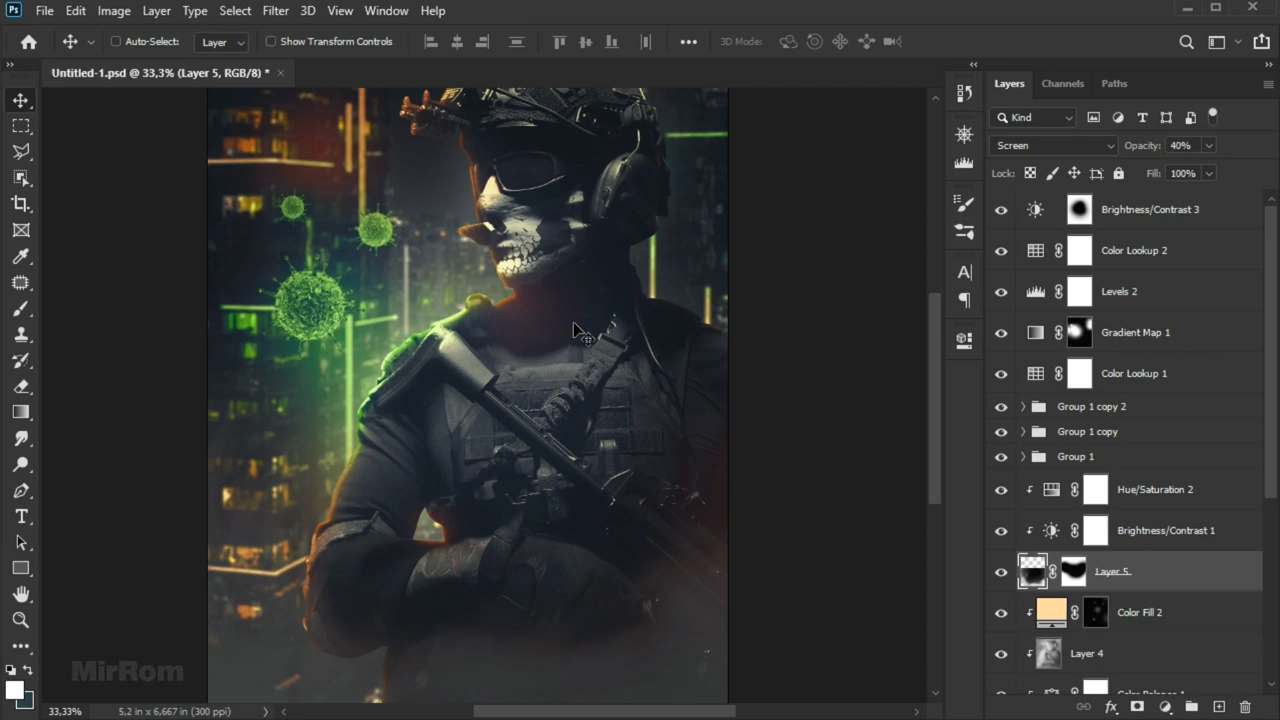 Ps File Edit Image Layer Type Select Filter 3D View Window Help
Auto-Select: Layer Show Transform Controls 3D Mode:
Untitled-1.psd @ 33,3% (Layer 5, RGB/8) *
Layers Channels Paths
Kind
Screen Opacity: 40%
Lock: Fill: 100%
Brightness/Contrast 3
Color Lookup 2
Levels 2
Gradient Map 1
Color Lookup 1
Group 1 copy 2
Group 1 copy
Group 1
Hue/Saturation 2
Brightness/Contrast 1
Layer 5
Color Fill 2
Layer 4
Color Balance 1
MirRom
33,33% 5,2 in x 6,667 in (300 ppi)